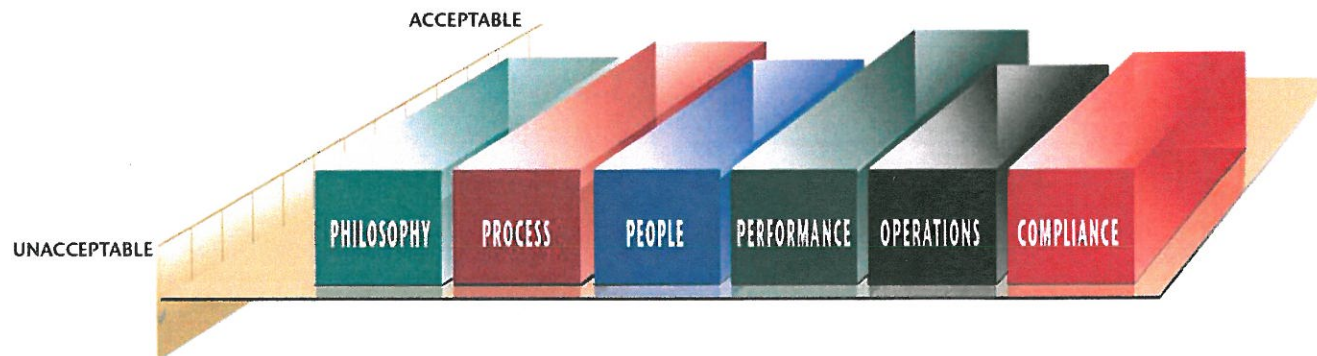 ACCEPTABLE
UNACCEPTABLE
PHILOSOPHY
PROCESS
PEOPLE
PERFORMANCE
OPERATIONS
COMPLIANCE